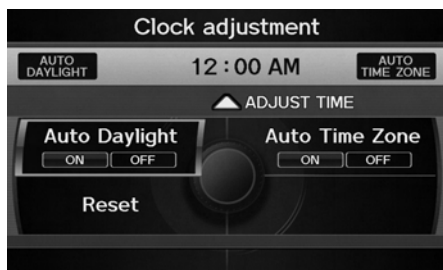 Clock adjustment
AUTO DAYLIGHT
12:00 AM
AUTO TIME ZONE
ADJUST TIME
Auto Daylight
ON OFF
Auto Time Zone
ON OFF
Reset